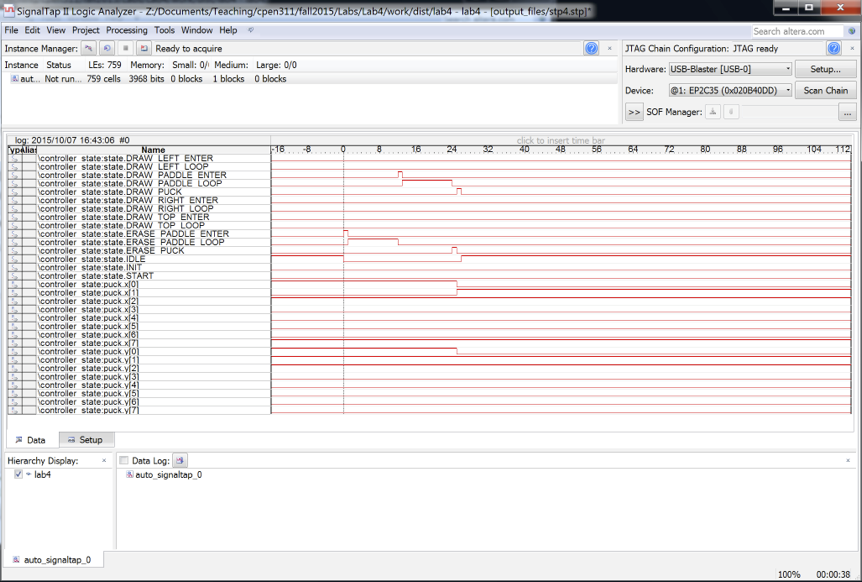 SignalTap II Logic Analyzer - Z:/Documents/Teaching/cpen311/fall2015/Labs/Lab4/work/dist/lab4 - lab4 - [output_files/stp4.stp]*
File Edit View Project Processing Tools Window Help
Search altera.com
Instance Manager: Ready to acquire
Instance Status LEs: 759 Memory: Small: 0/ Medium: Large: 0/0
aut... Not run... 759 cells 3968 bits 0 blocks 1 blocks 0 blocks
JTAG Chain Configuration: JTAG ready
Hardware: USB-Blaster [USB-0] Setup...
Device: @1: EP2C35 (0x020B40DD) Scan Chain
>> SOF Manager: ...
log: 2015/10/07 16:43:06 #0 click to insert time bar
Name -16 -8 0 8 16 24 32 40 48 56 64 72 80 88 96 104 112
\controller_state:state.DRAW_LEFT_ENTER
\controller_state:state.DRAW_LEFT_LOOP
\controller_state:state.DRAW_PADDLE_ENTER
\controller_state:state.DRAW_PADDLE_LOOP
\controller_state:state.DRAW_PUCK
\controller_state:state.DRAW_RIGHT_ENTER
\controller_state:state.DRAW_RIGHT_LOOP
\controller_state:state.DRAW_TOP_ENTER
\controller_state:state.DRAW_TOP_LOOP
\controller_state:state.ERASE_PADDLE_ENTER
\controller_state:state.ERASE_PADDLE_LOOP
\controller_state:state.ERASE_PUCK
\controller_state:state.IDLE
\controller_state:state.INIT
\controller_state:state.START
\controller_state:puck.x[0]
\controller_state:puck.x[1]
\controller_state:puck.x[2]
\controller_state:puck.x[3]
\controller_state:puck.x[4]
\controller_state:puck.x[5]
\controller_state:puck.x[6]
\controller_state:puck.x[7]
\controller_state:puck.y[0]
\controller_state:puck.y[1]
\controller_state:puck.y[2]
\controller_state:puck.y[3]
\controller_state:puck.y[4]
\controller_state:puck.y[5]
\controller_state:puck.y[6]
\controller_state:puck.y[7]
Data Setup
Hierarchy Display:
lab4
Data Log:
auto_signaltap_0
auto_signaltap_0
100% 00:00:38